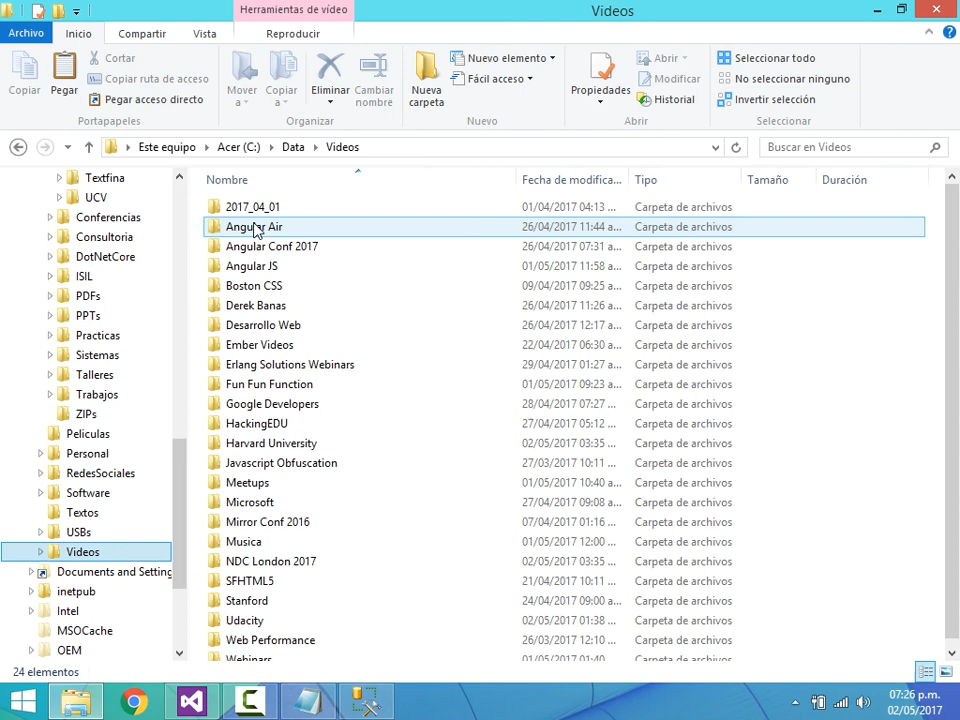 Herramientas de vídeo
Videos
Archivo
Inicio
Compartir
Vista
Reproducir
Copiar
Pegar
Cortar
Copiar ruta de acceso
Pegar acceso directo
Portapapeles
Mover a
Copiar a
Eliminar
Cambiar nombre
Organizar
Nueva carpeta
Nuevo elemento
Fácil acceso
Nuevo
Propiedades
Abrir
Modificar
Historial
Abrir
Seleccionar todo
No seleccionar ninguno
Invertir selección
Seleccionar
Este equipo
Acer (C:)
Data
Videos
Buscar en Videos
Textfina
UCV
Conferencias
Consultoria
DotNetCore
ISIL
PDFs
PPTs
Practicas
Sistemas
Talleres
Trabajos
ZIPs
Peliculas
Personal
RedesSociales
Software
Textos
USBs
Videos
Documents and Setting
inetpub
Intel
MSOCache
OEM
Nombre Fecha de modifica... Tipo Tamaño Duración
2017_04_01 01/04/2017 04:13 ... Carpeta de archivos
Angular Air 26/04/2017 11:44 a... Carpeta de archivos
Angular Conf 2017 26/04/2017 07:31 a... Carpeta de archivos
Angular JS 01/05/2017 11:58 a... Carpeta de archivos
Boston CSS 09/04/2017 09:25 a... Carpeta de archivos
Derek Banas 26/04/2017 11:26 a... Carpeta de archivos
Desarrollo Web 26/04/2017 12:17 a... Carpeta de archivos
Ember Videos 22/04/2017 06:30 a... Carpeta de archivos
Erlang Solutions Webinars 29/04/2017 01:27 a... Carpeta de archivos
Fun Fun Function 01/05/2017 09:23 a... Carpeta de archivos
Google Developers 28/04/2017 07:27 ... Carpeta de archivos
HackingEDU 27/04/2017 05:12 ... Carpeta de archivos
Harvard University 02/05/2017 03:35 ... Carpeta de archivos
Javascript Obfuscation 27/03/2017 10:11 ... Carpeta de archivos
Meetups 01/05/2017 10:40 a... Carpeta de archivos
Microsoft 27/04/2017 09:08 a... Carpeta de archivos
Mirror Conf 2016 07/04/2017 01:16 ... Carpeta de archivos
Musica 01/05/2017 12:00 ... Carpeta de archivos
NDC London 2017 02/05/2017 03:35 ... Carpeta de archivos
SFHTML5 21/04/2017 10:11 ... Carpeta de archivos
Stanford 24/04/2017 09:00 a... Carpeta de archivos
Udacity 02/05/2017 01:38 ... Carpeta de archivos
Web Performance 26/03/2017 12:10 ... Carpeta de archivos
Webinars 01/05/2017 01:40 Carpeta de archivos
24 elementos
07:26 p.m.
02/05/2017